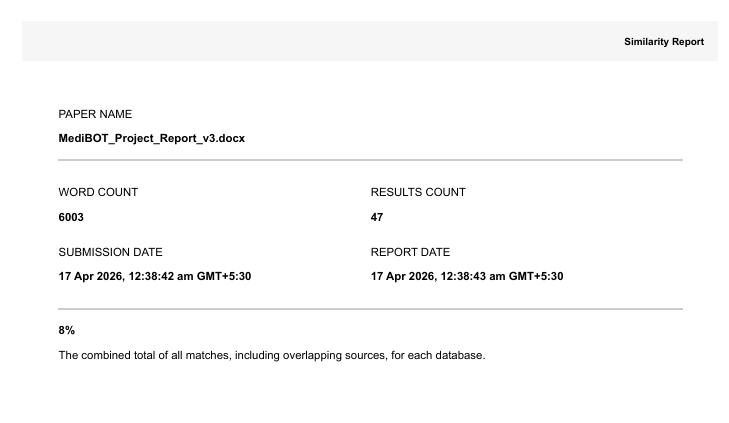 Similarity Report
PAPER NAME
MediBOT_Project_Report_v3.docx
WORD COUNT
6003
RESULTS COUNT
47
SUBMISSION DATE
17 Apr 2026, 12:38:42 am GMT+5:30
REPORT DATE
17 Apr 2026, 12:38:43 am GMT+5:30
8%
The combined total of all matches, including overlapping sources, for each database.